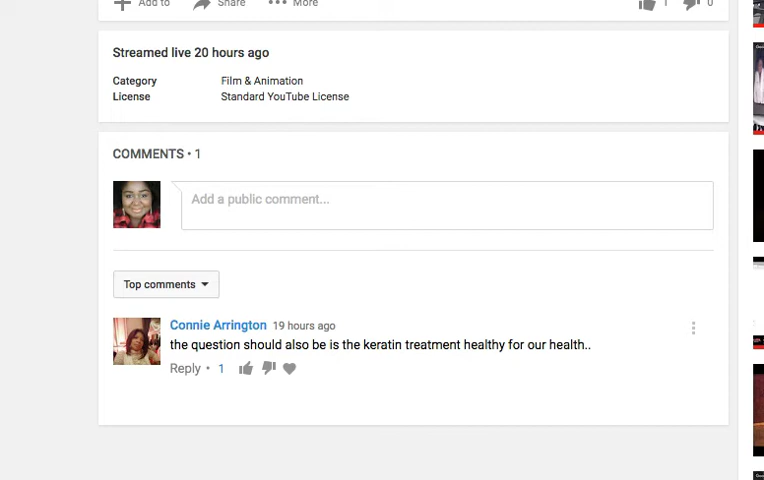 Add to Share More 1 0
Streamed live 20 hours ago
Category Film & Animation
License Standard YouTube License
COMMENTS • 1
Add a public comment...
Top comments
Connie Arrington 19 hours ago
the question should also be is the keratin treatment healthy for our health..
Reply • 1